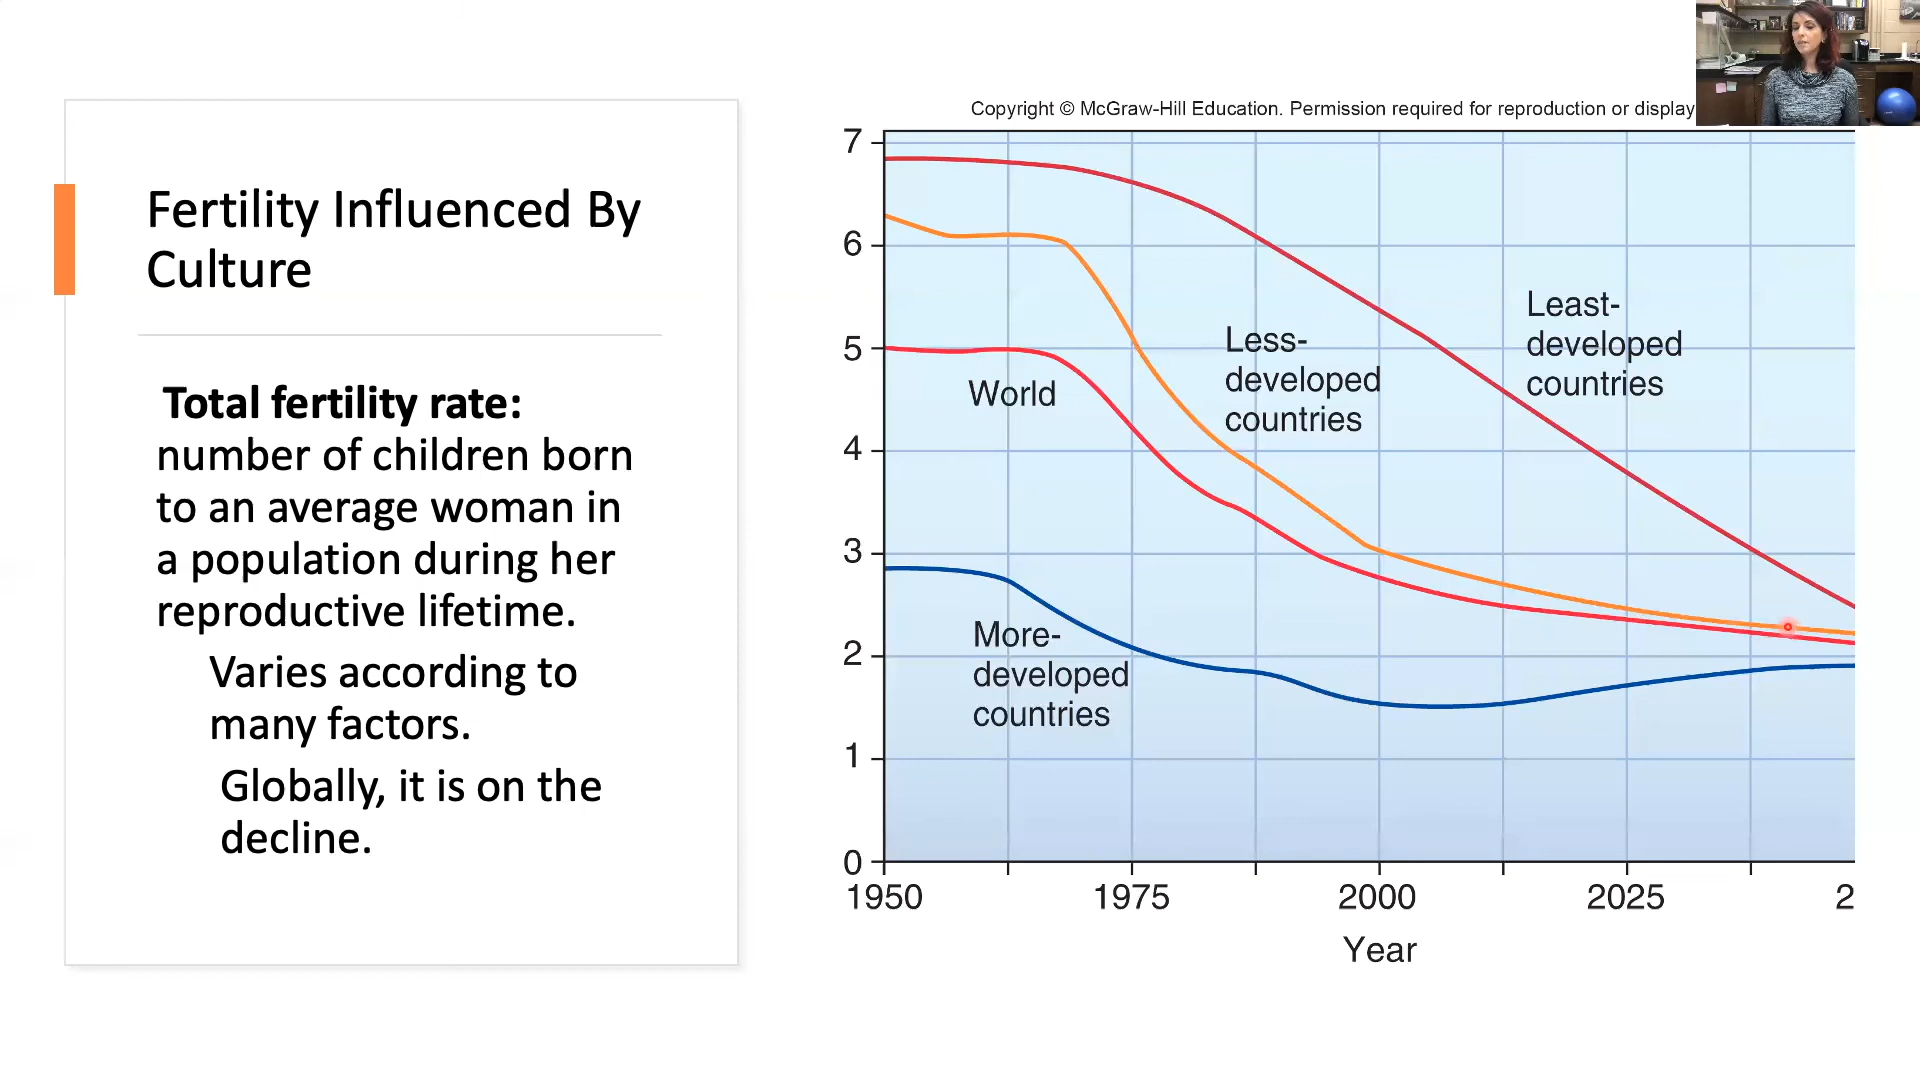 Copyright © McGraw-Hill Education. Permission required for reproduction or display
Fertility Influenced By
Culture
Total fertility rate:
number of children born
to an average woman in
a population during her
reproductive lifetime.
Varies according to
many factors.
Globally, it is on the
decline.
7
6
5
4
3
2
1
0
World
Less-
developed
countries
Least-
developed
countries
More-
developed
countries
1950 1975 2000 2025 2
Year